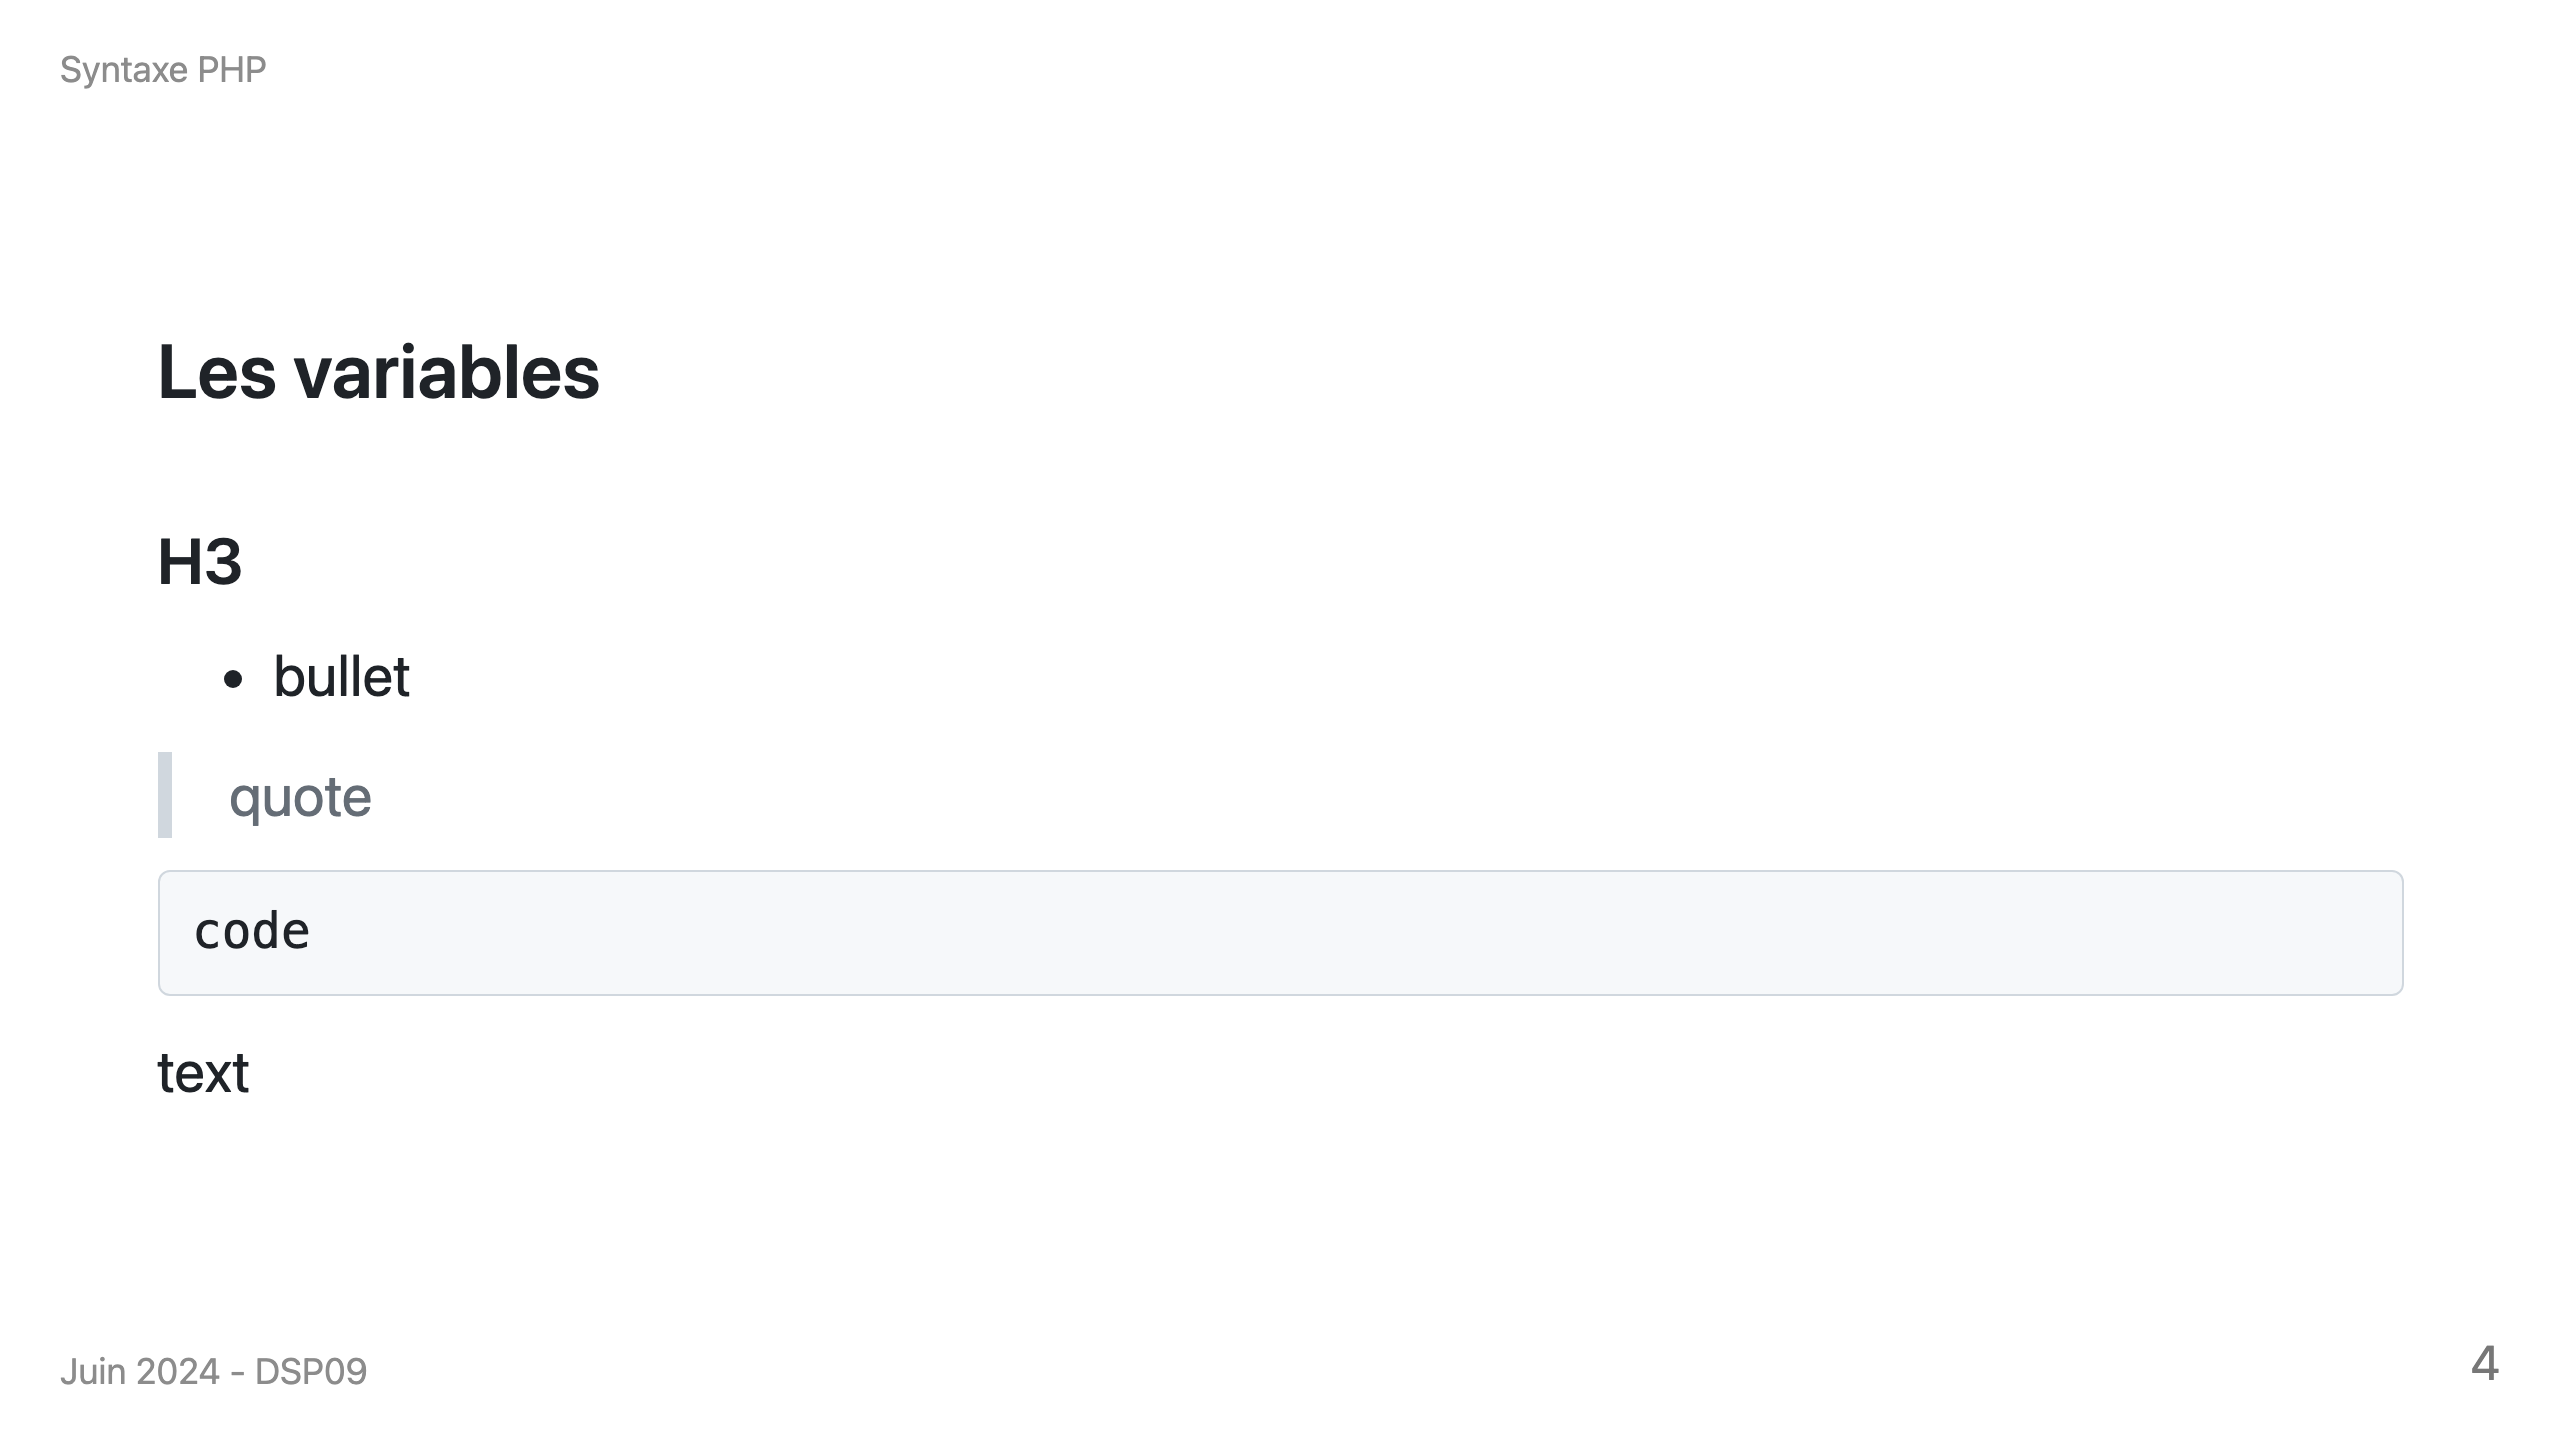 Syntaxe PHP
Les variables
H3
• bullet
quote
code
text
Juin 2024 - DSP09
4